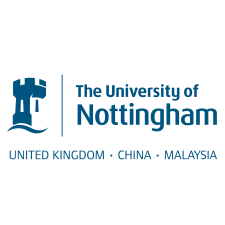 The University of
Nottingham
UNITED KINGDOM · CHINA · MALAYSIA